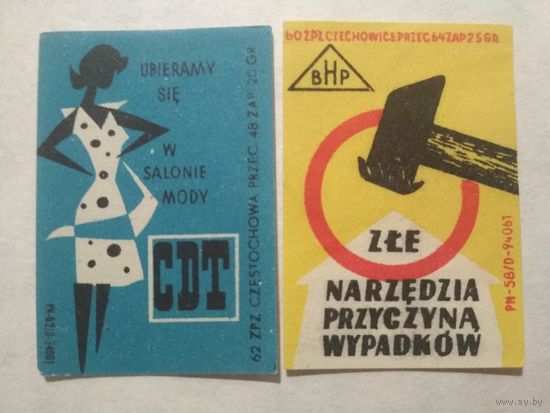 UBIERAMY
SIĘ
W
SALONIE
MODY
CDT
62 ZPZ CZĘSTOCHOWA PRZEC. 48 ZAP 20 GR
60 ZPZ CZECHOWICE PRZEC 64 ZAP 25 GR
BHP
ZŁE
NARZĘDZIA
PRZYCZYNĄ
WYPADKÓW
PN-58/D-94061
www.ay.by